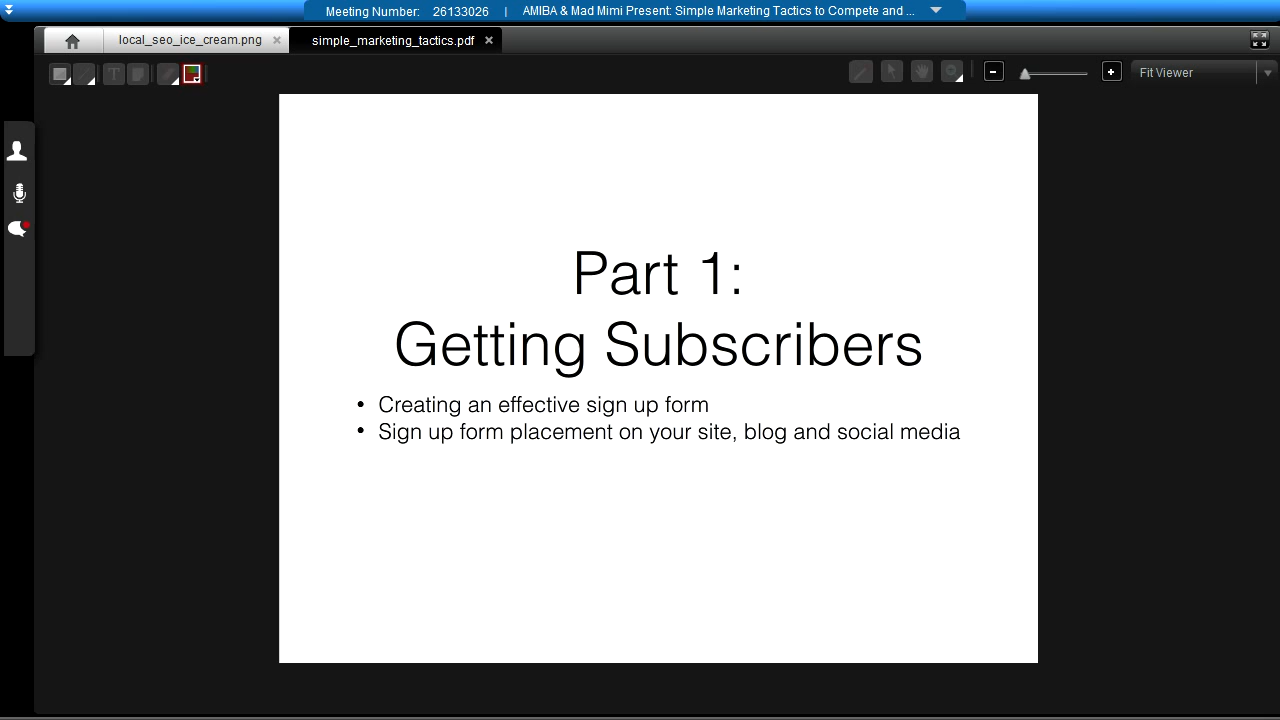 Meeting Number: 26133026 | AMIBA & Mad Mimi Present: Simple Marketing Tactics to Compete and ...
local_seo_ice_cream.png simple_marketing_tactics.pdf
T Fit Viewer
Part 1:
Getting Subscribers
• Creating an effective sign up form
• Sign up form placement on your site, blog and social media